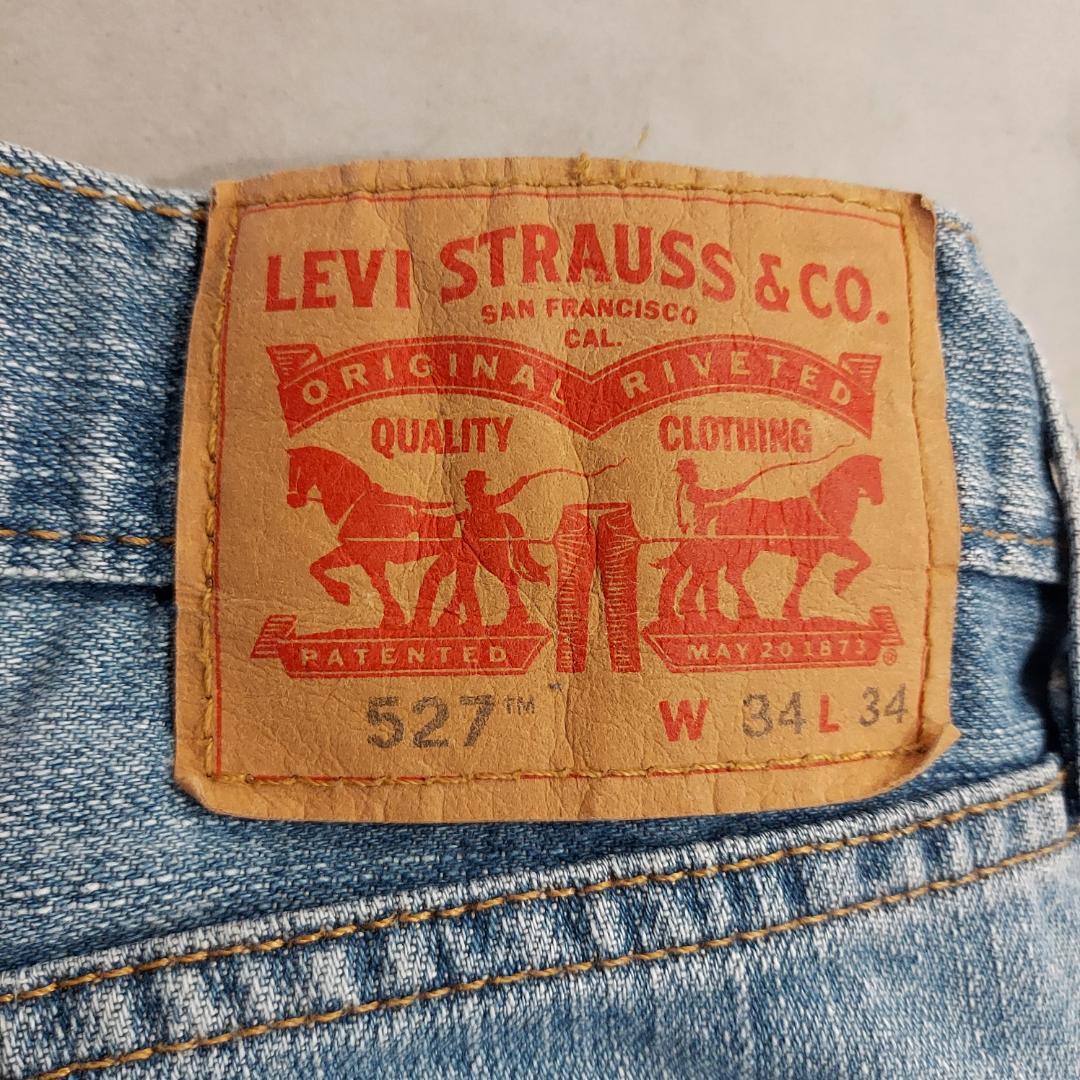 LEVI STRAUSS & CO.
SAN FRANCISCO
CAL.
ORIGINAL RIVETED
QUALITY CLOTHING
PATENTED MAY 20 1873 ®
527™ W 34 L 34